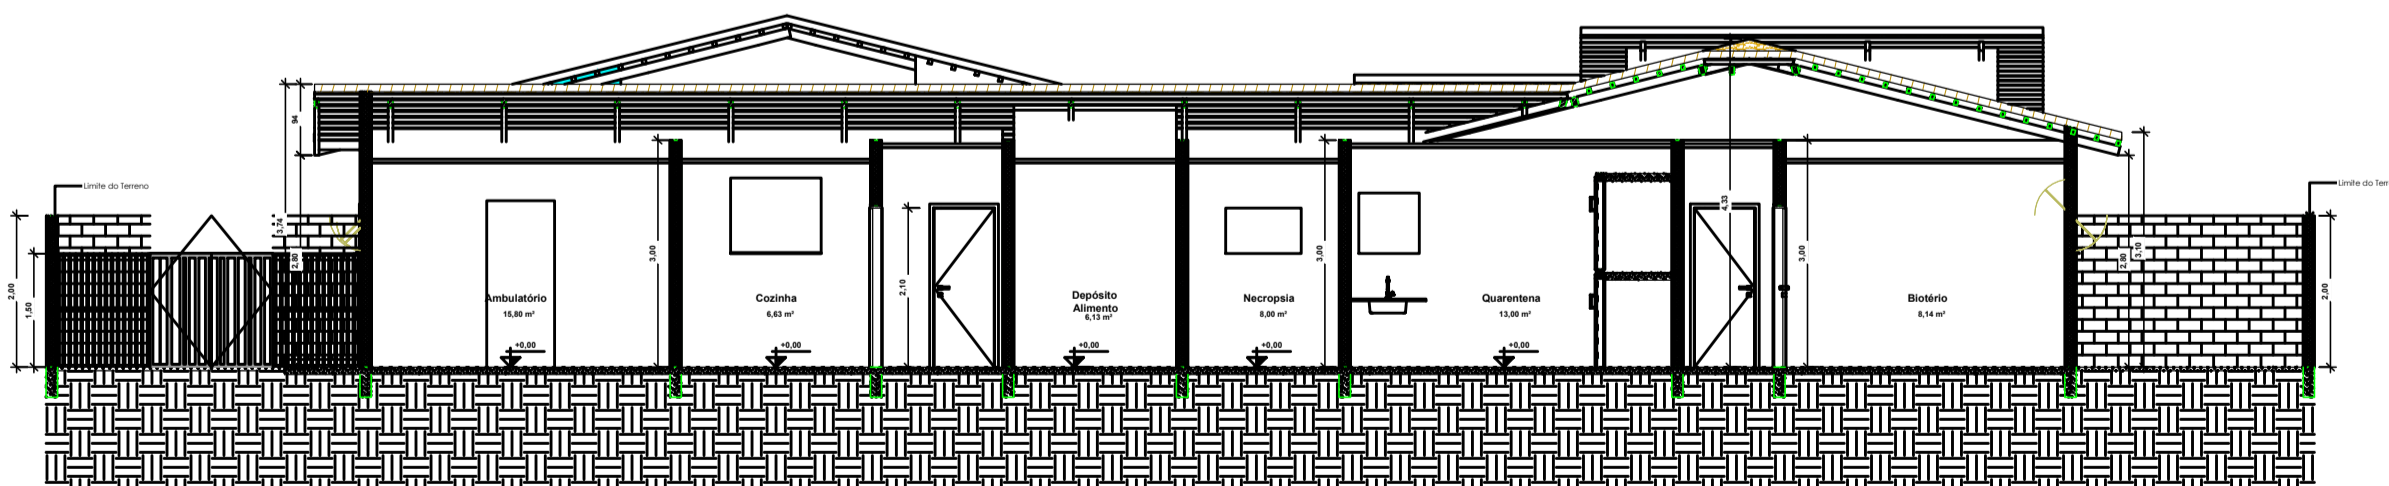 Limite do Terreno
Limite do Terr
94
3,74
2,80
2,00
1,50
3,00
2,10
3,00
4,33
3,00
2,80
3,10
2,00
Ambulatório
15,80 m²
Cozinha
6,63 m²
Depósito
Alimento
6,13 m²
Necropsia
8,00 m²
Quarentena
13,00 m²
Biotério
8,14 m²
+0,00
+0,00
+0,00
+0,00
+0,00